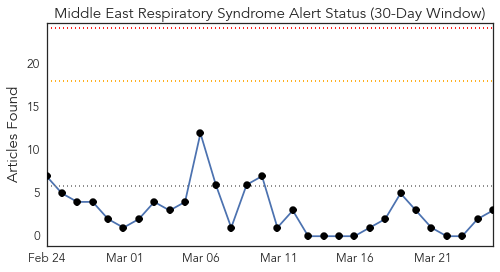 Middle East Respiratory Syndrome Alert Status (30-Day Window)
Articles Found
20
15
10
5
0
Feb 24
Mar 01
Mar 06
Mar 11
Mar 16
Mar 21